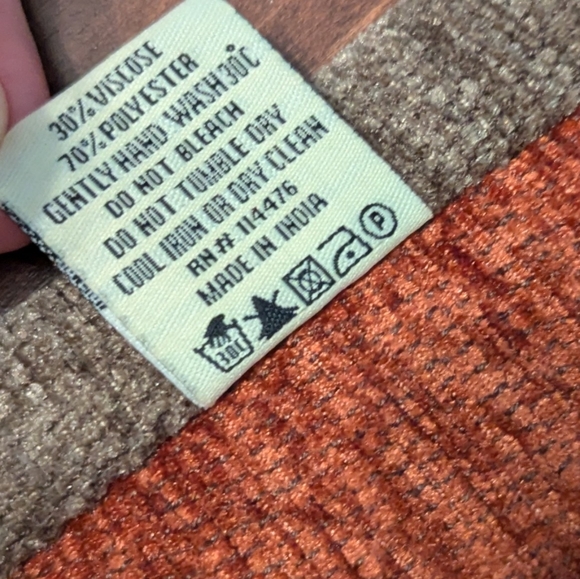 30% VISCOSE
70% POLYESTER
GENTLY HAND WASH 30°C
DO NOT BLEACH
DO NOT TUMBLE DRY
COOL IRON OR DRY CLEAN
RN# 114476
MADE IN INDIA
30C P